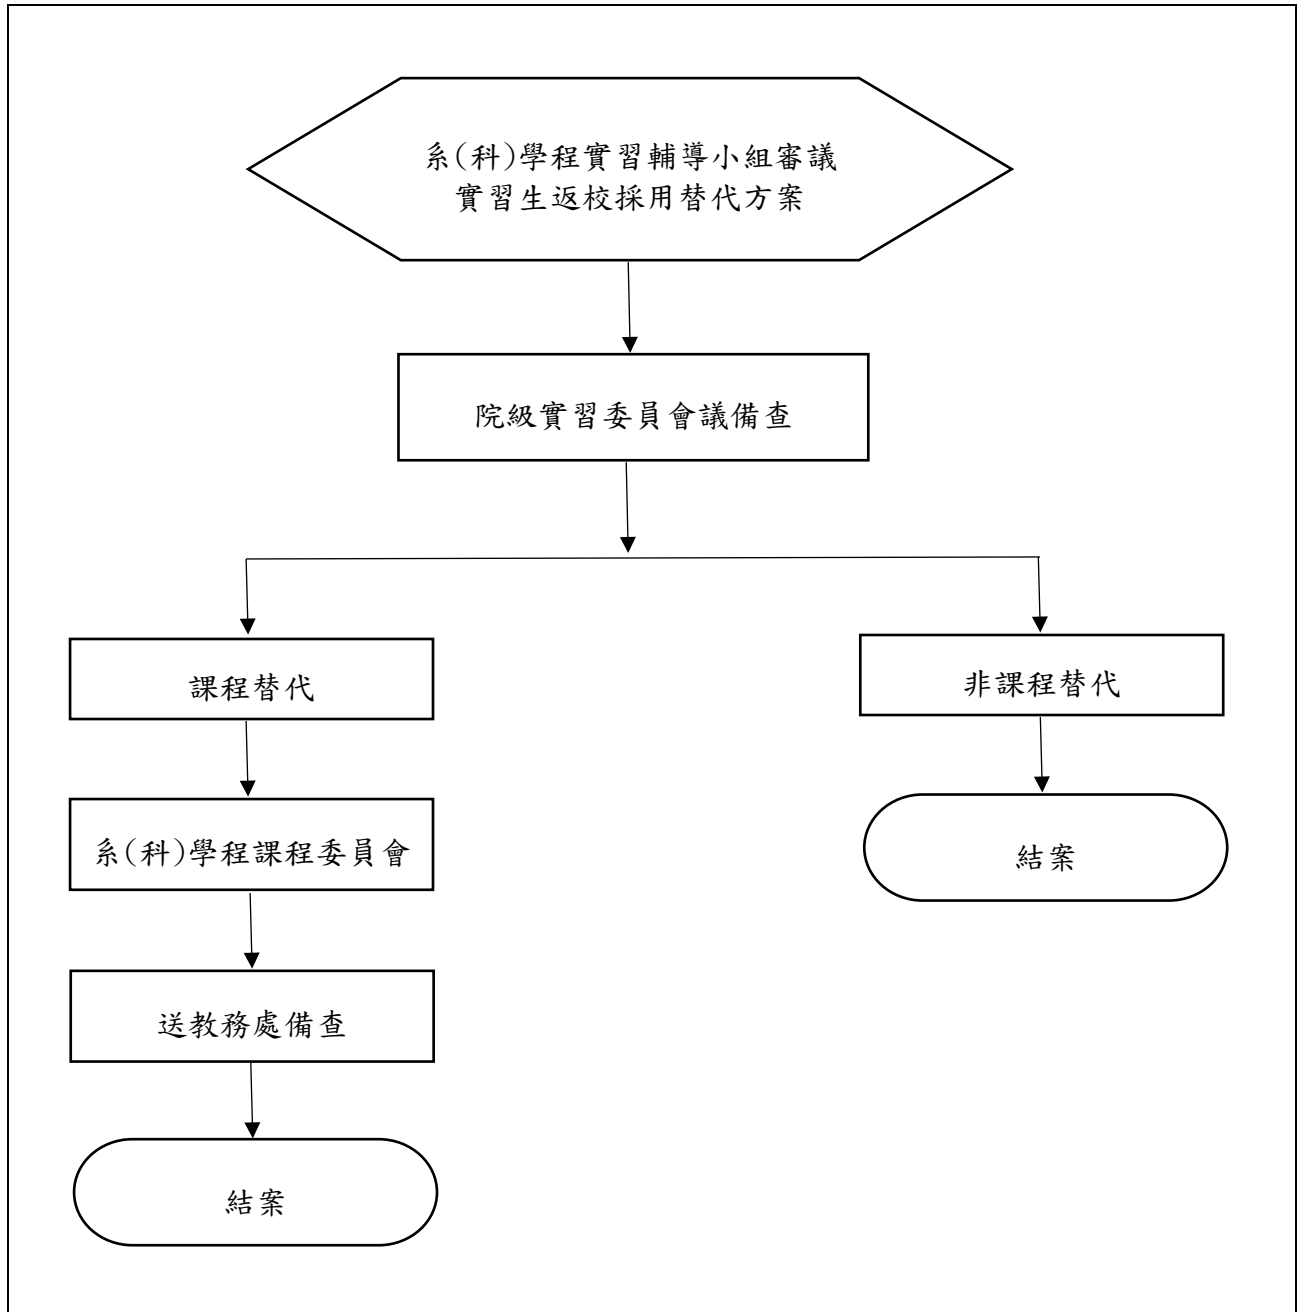 系(科)學程實習輔導小組審議
實習生返校採用替代方案
院級實習委員會議備查
課程替代
非課程替代
系(科)學程課程委員會
結案
送教務處備查
結案